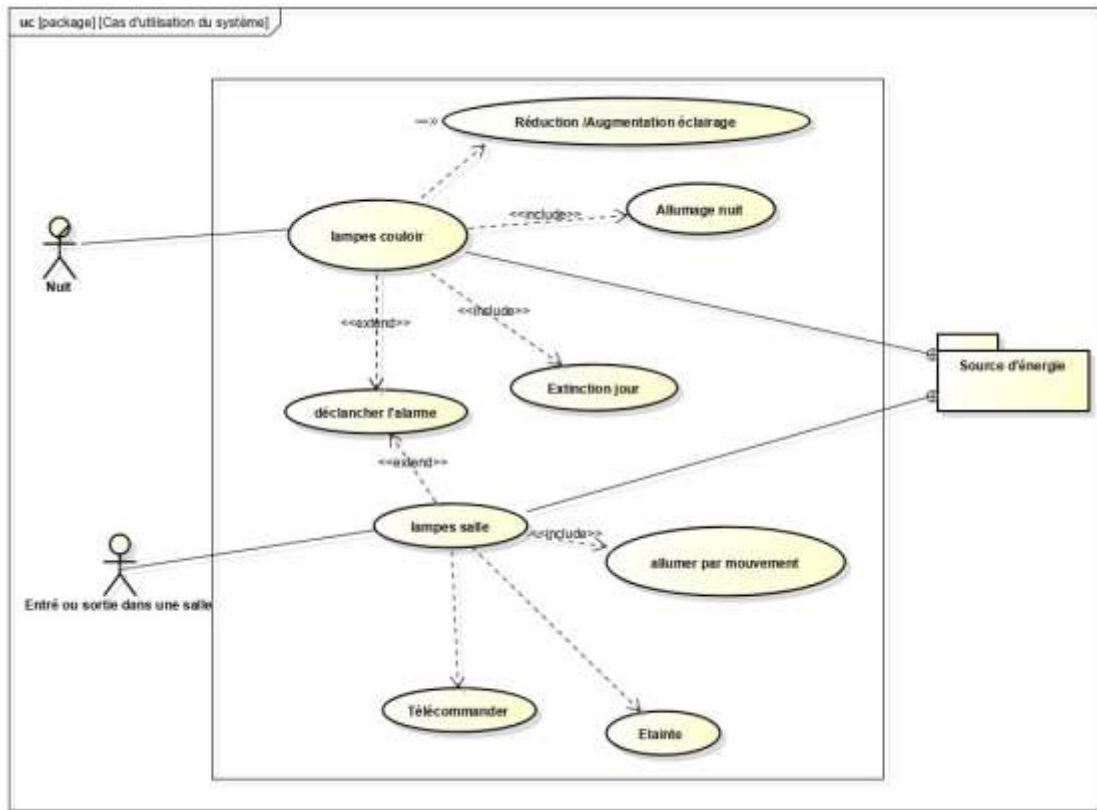 uc [package] [Cas d'utilisation du système]
Réduction /Augmentation éclairage
<<include>>
Allumage nuit
lampes couloir
Nuit
<<extend>>
<<include>>
Source d'énergie
Extinction jour
déclancher l'alarme
<<extend>>
lampes salle
<<include>>
allumer par mouvement
Entré ou sortie dans une salle
Télécommander
Etainte